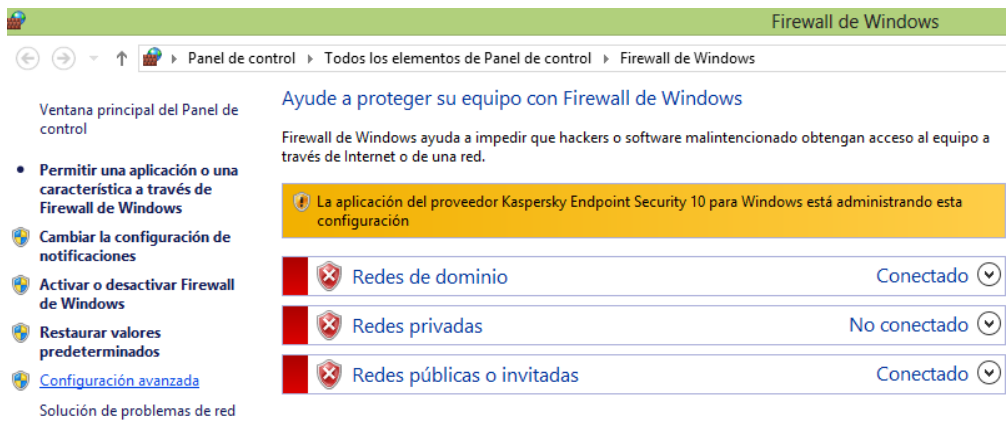 Firewall de Windows
Panel de control ▸ Todos los elementos de Panel de control ▸ Firewall de Windows
Ventana principal del Panel de
control
Permitir una aplicación o una
característica a través de
Firewall de Windows
Cambiar la configuración de
notificaciones
Activar o desactivar Firewall
de Windows
Restaurar valores
predeterminados
Configuración avanzada
Solución de problemas de red
Ayude a proteger su equipo con Firewall de Windows
Firewall de Windows ayuda a impedir que hackers o software malintencionado obtengan acceso al equipo a
través de Internet o de una red.
La aplicación del proveedor Kaspersky Endpoint Security 10 para Windows está administrando esta
configuración
Redes de dominio Conectado
Redes privadas No conectado
Redes públicas o invitadas Conectado